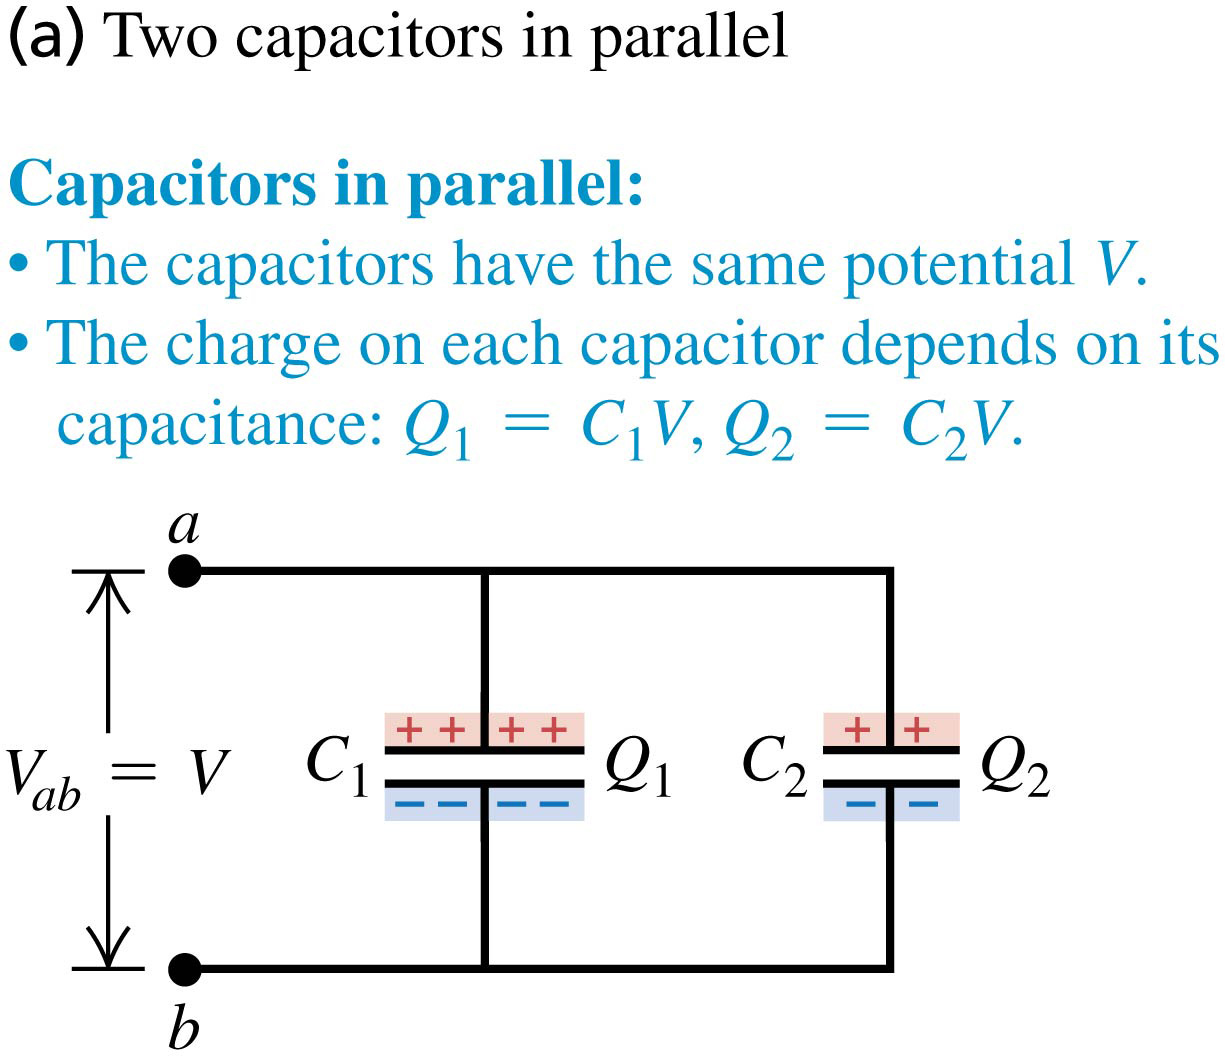 (a) Two capacitors in parallel
Capacitors in parallel:
• The capacitors have the same potential V.
• The charge on each capacitor depends on its
capacitance: Q₁ = C₁V, Q₂ = C₂V.
a
+ + + +
+ +
V_ab = V
C₁
Q₁
C₂
Q₂
− − − −
− −
b